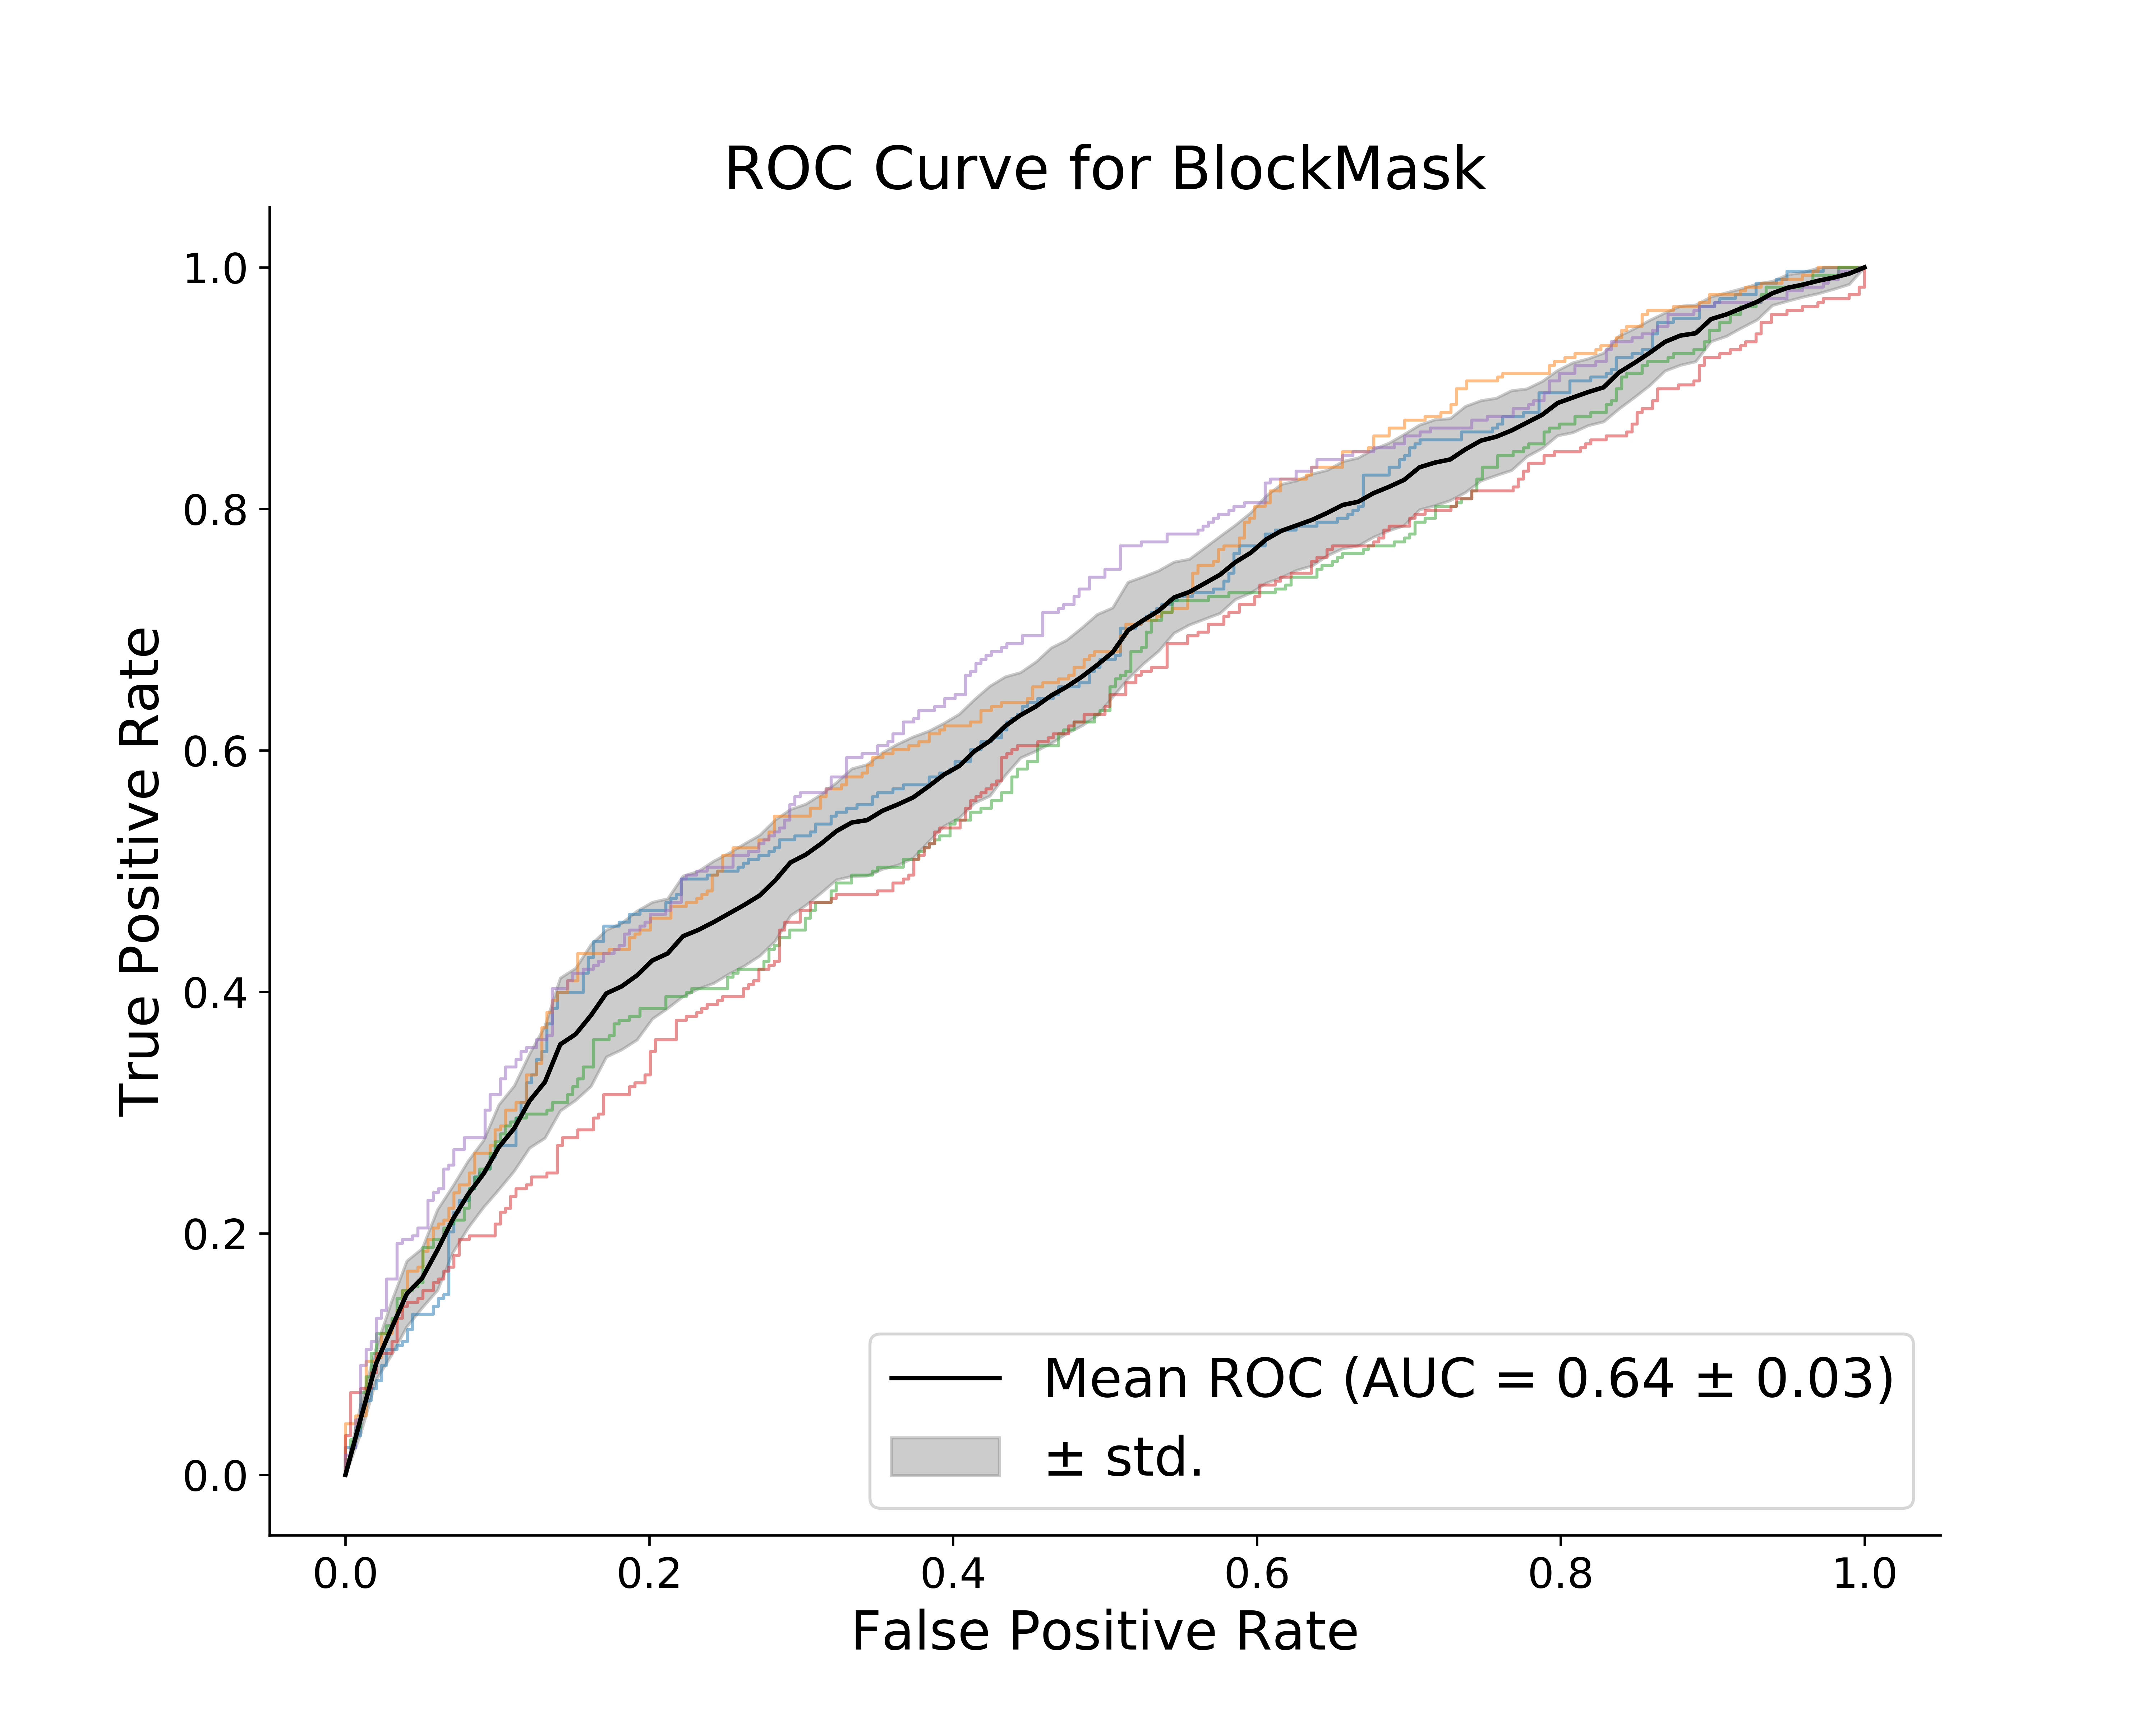 ROC Curve for BlockMask
True Positive Rate
1.0
0.8
0.6
0.4
0.2
0.0
Mean ROC (AUC = 0.64 ± 0.03)
± std.
0.0 0.2 0.4 0.6 0.8 1.0
False Positive Rate